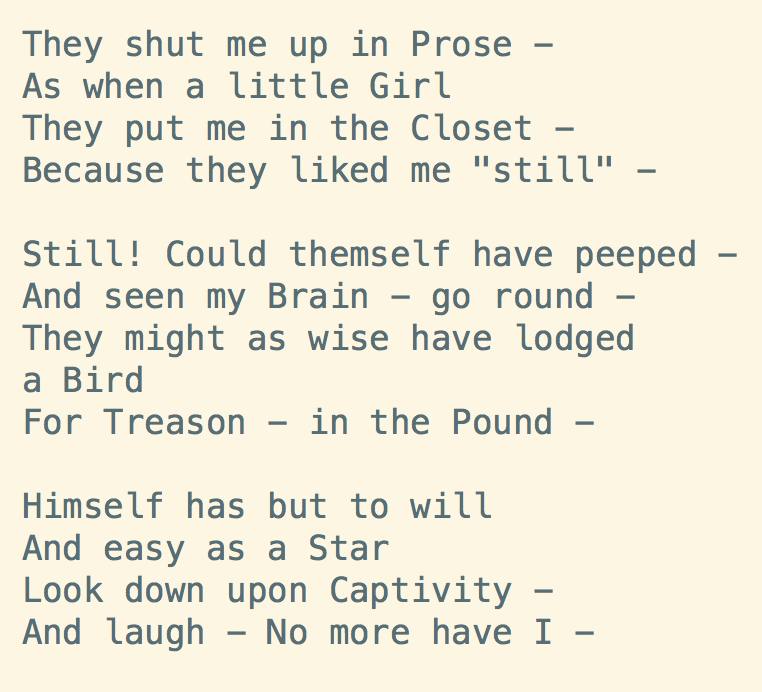 They shut me up in Prose –
As when a little Girl
They put me in the Closet –
Because they liked me "still" –

Still! Could themself have peeped –
And seen my Brain – go round –
They might as wise have lodged
a Bird
For Treason – in the Pound –

Himself has but to will
And easy as a Star
Look down upon Captivity –
And laugh – No more have I –